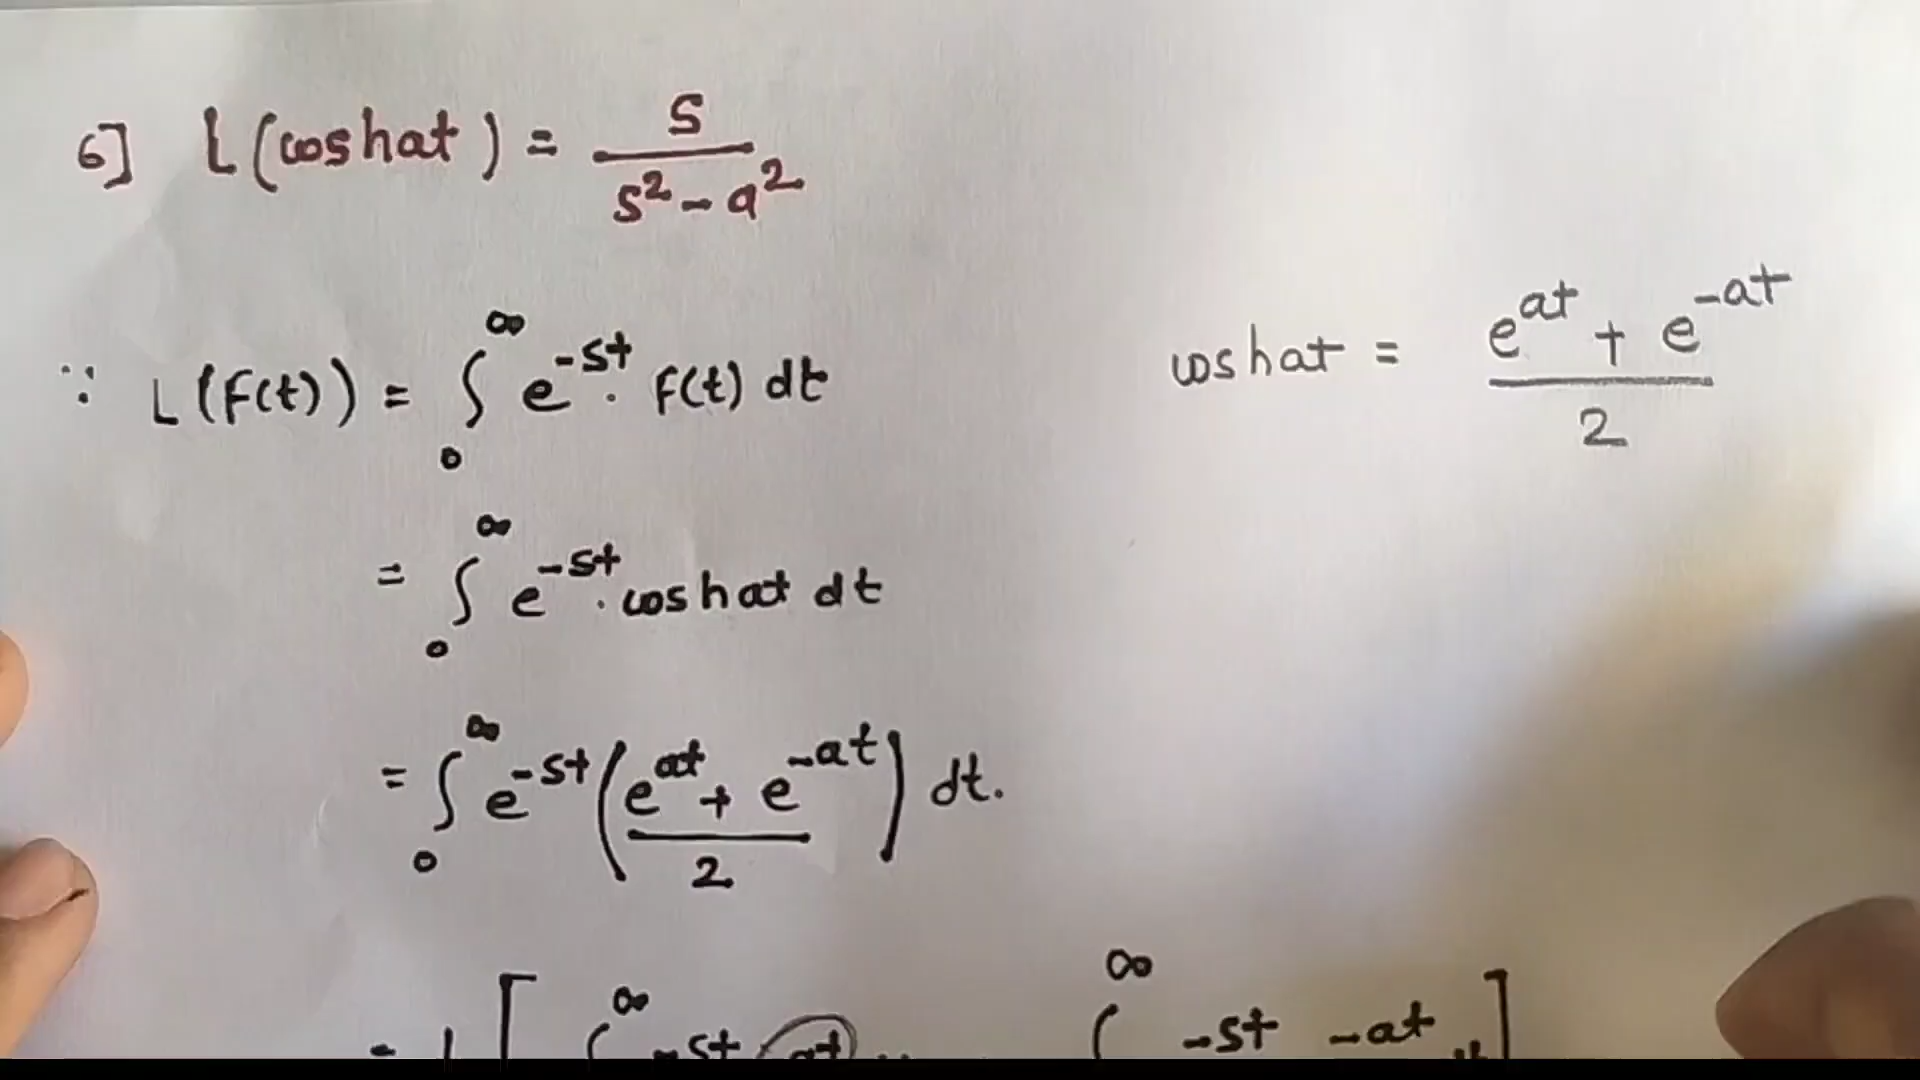 6] L(coshat) = s / (s² - a²)
∵ L(F(t)) = ∫₀^∞ e^-st . F(t) dt
coshat = (e^at + e^-at) / 2
= ∫₀^∞ e^-st . coshat dt
= ∫₀^∞ e^-st ((e^at + e^-at) / 2) dt.